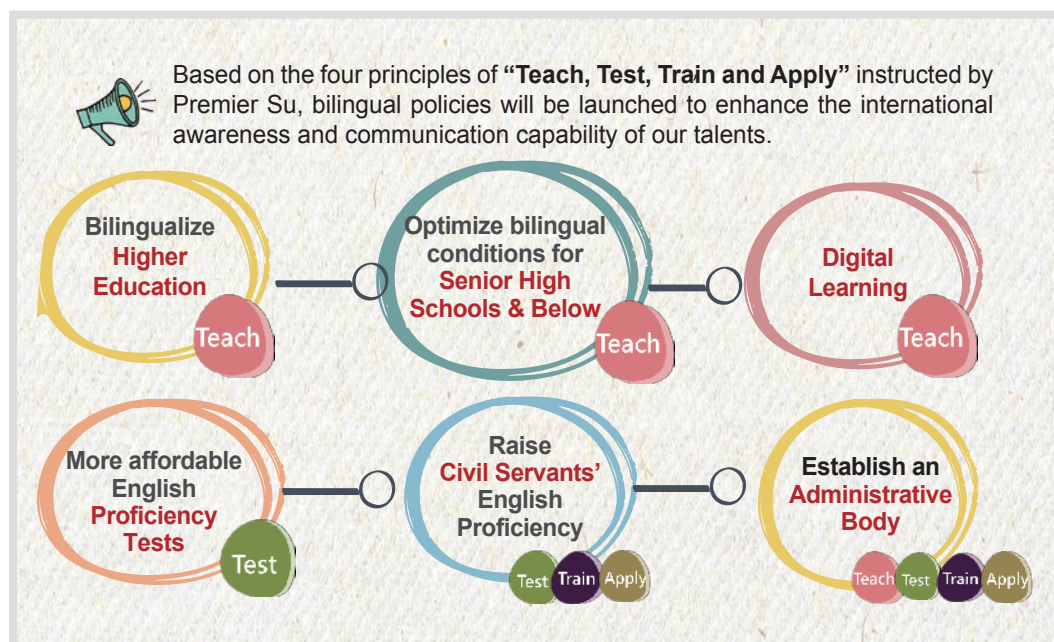 Based on the four principles of “Teach, Test, Train and Apply” instructed by
Premier Su, bilingual policies will be launched to enhance the international
awareness and communication capability of our talents.
Bilingualize
Higher
Education
Teach
Optimize bilingual
conditions for
Senior High
Schools & Below
Teach
Digital
Learning
Teach
More affordable
English
Proficiency
Tests
Test
Raise
Civil Servants’
English
Proficiency
Test Train Apply
Establish an
Administrative
Body
Teach Test Train Apply